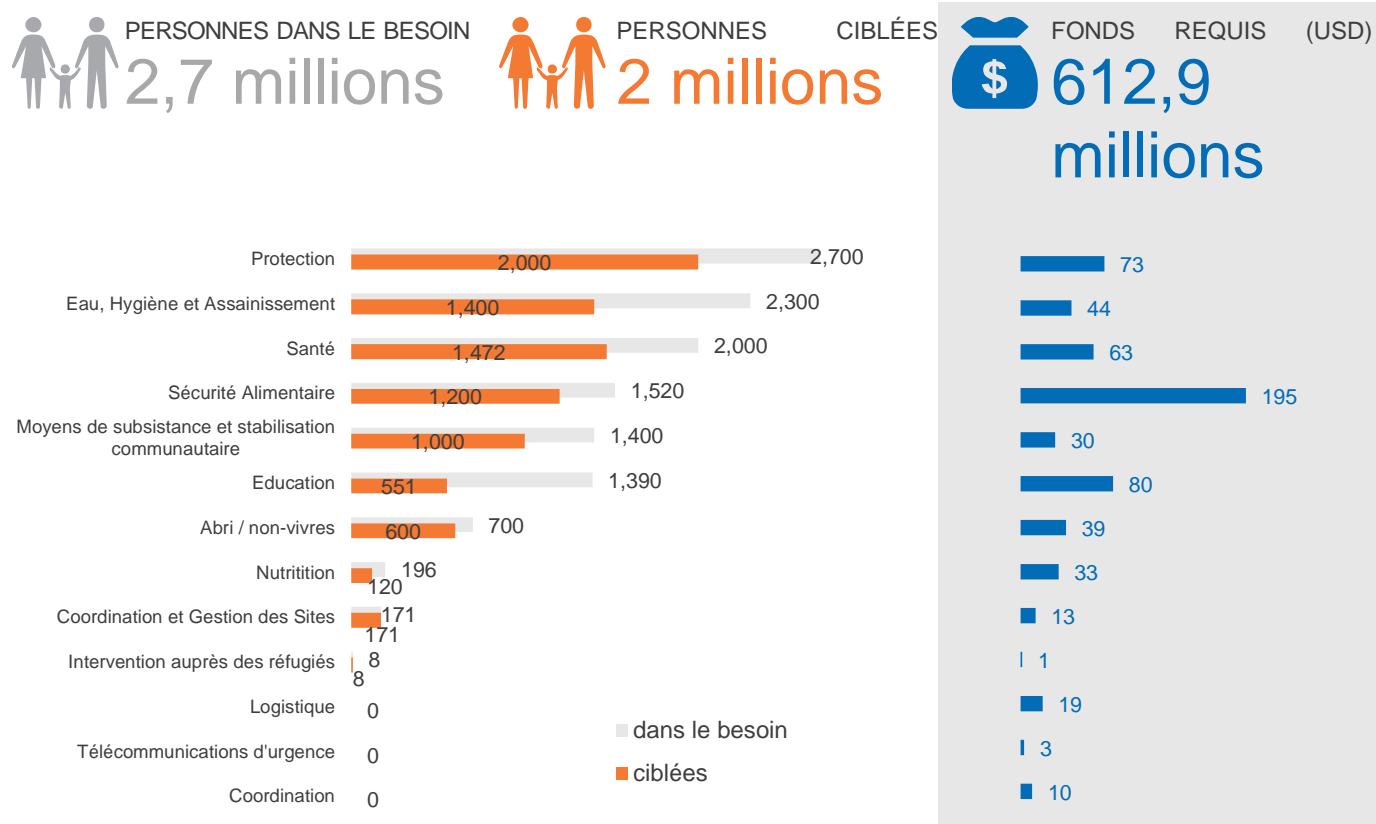 PERSONNES DANS LE BESOIN
2,7 millions
PERSONNES CIBLÉES
2 millions
$
FONDS REQUIS (USD)
612,9
millions
Protection 2,000 2,700 73
Eau, Hygiène et Assainissement 1,400 2,300 44
Santé 1,472 2,000 63
Sécurité Alimentaire 1,200 1,520 195
Moyens de subsistance et stabilisation
communautaire 1,000 1,400 30
Education 551 1,390 80
Abri / non-vivres 600 700 39
Nutritition 196 33
120
Coordination et Gestion des Sites 171 13
171
Intervention auprès des réfugiés 8 1
8
Logistique 0 19
dans le besoin
Télécommunications d'urgence 0 3
ciblées
Coordination 0 10